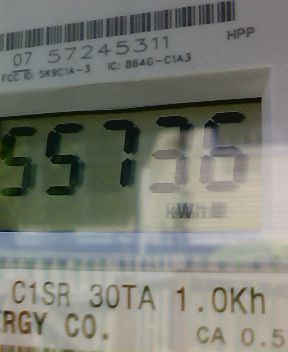 07 57245311
HPP
FCC ID: SK9C1A-3 IC: 864G-C1A3
55736
kWh
C1SR 30TA 1.0Kh
ERGY CO.
CA 0.5